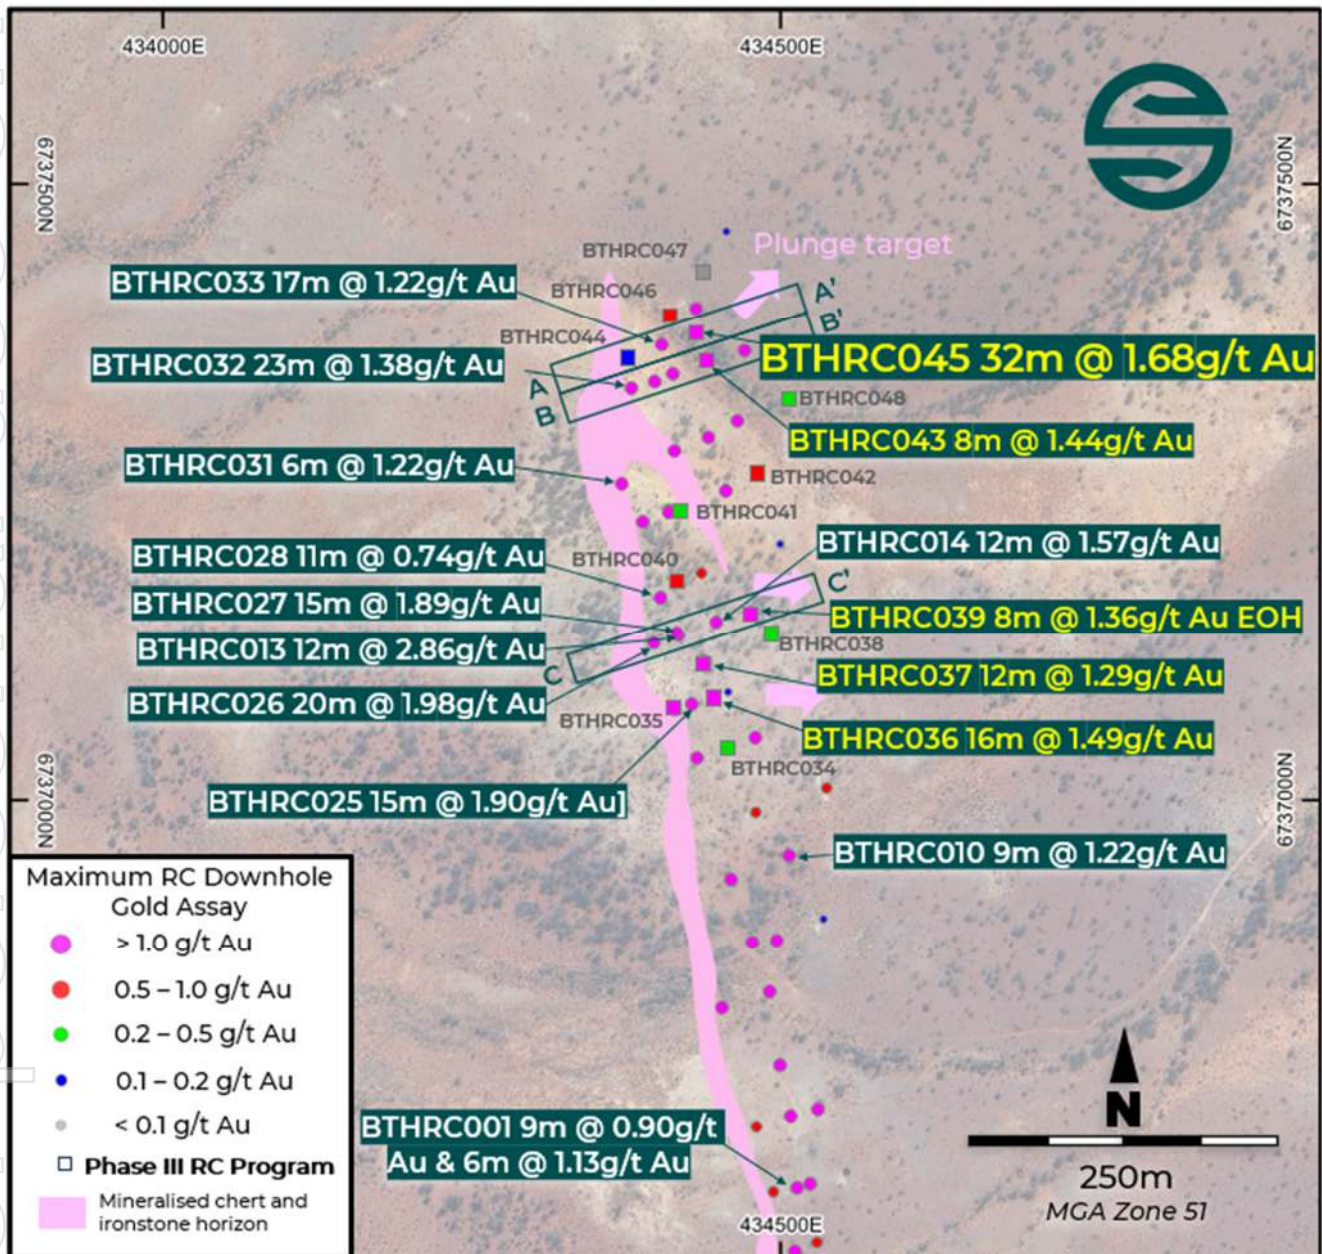 434000E
434500E
6737500N
6737500N
Plunge target
BTHRC047
BTHRC033 17m @ 1.22g/t Au
BTHRC046
A'
B'
BTHRC044
BTHRC045 32m @ 1.68g/t Au
BTHRC032 23m @ 1.38g/t Au
A
B
BTHRC048
BTHRC043 8m @ 1.44g/t Au
BTHRC031 6m @ 1.22g/t Au
BTHRC042
BTHRC041
BTHRC014 12m @ 1.57g/t Au
BTHRC028 11m @ 0.74g/t Au
BTHRC040
C'
BTHRC027 15m @ 1.89g/t Au
BTHRC039 8m @ 1.36g/t Au EOH
BTHRC013 12m @ 2.86g/t Au
BTHRC038
C
BTHRC037 12m @ 1.29g/t Au
BTHRC026 20m @ 1.98g/t Au
BTHRC035
BTHRC036 16m @ 1.49g/t Au
BTHRC034
BTHRC025 15m @ 1.90g/t Au]
6737000N
6737000N
BTHRC010 9m @ 1.22g/t Au
Maximum RC Downhole
Gold Assay
> 1.0 g/t Au
0.5 – 1.0 g/t Au
0.2 – 0.5 g/t Au
0.1 – 0.2 g/t Au
< 0.1 g/t Au
Phase III RC Program
Mineralised chert and
ironstone horizon
BTHRC001 9m @ 0.90g/t
Au & 6m @ 1.13g/t Au
N
250m
MGA Zone 51
434500E